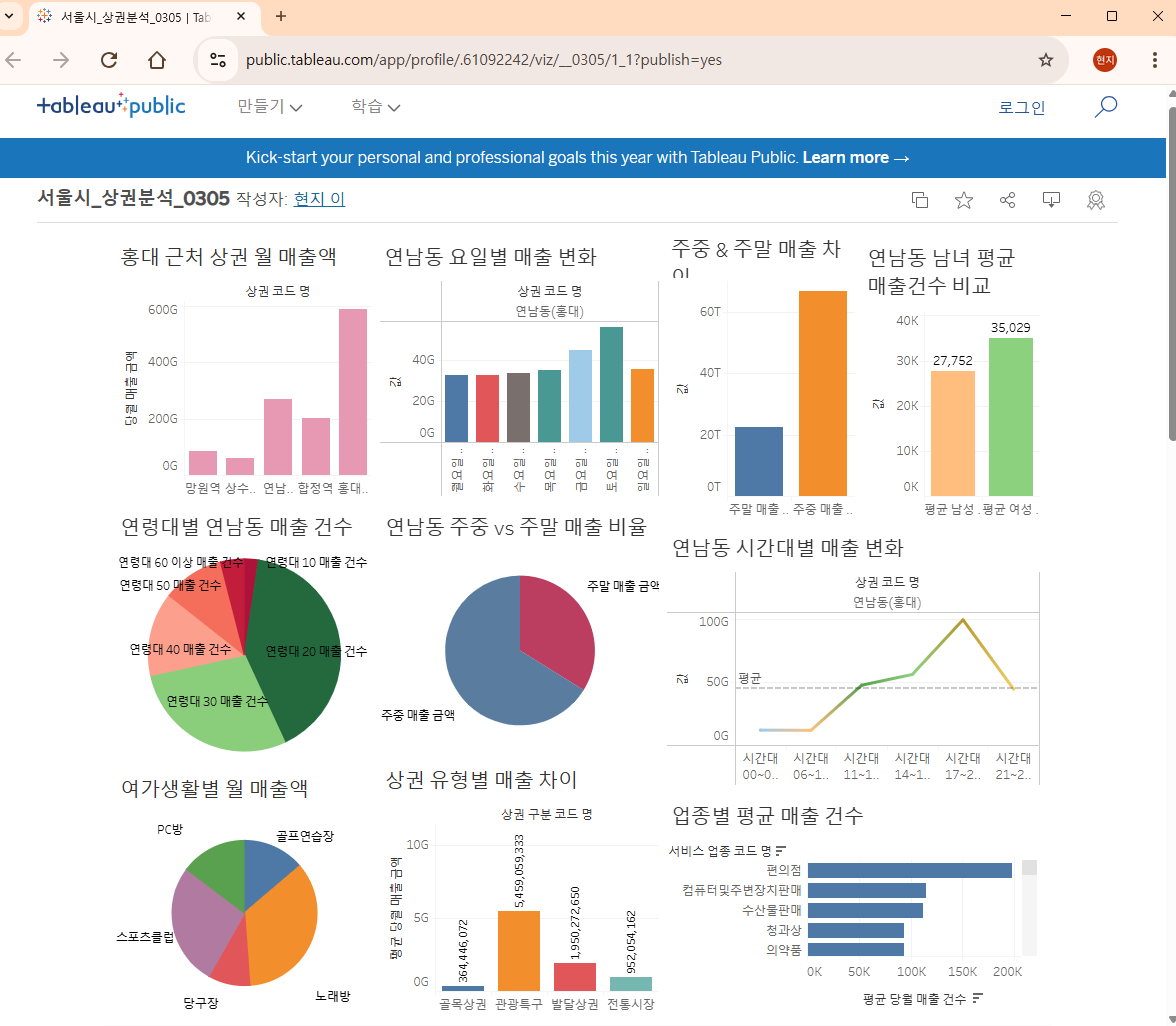 서울시_상권분석_0305 | Tab
public.tableau.com/app/profile/.61092242/viz/__0305/1_1?publish=yes
현지
+ableau+public
만들기
학습
로그인
Kick-start your personal and professional goals this year with Tableau Public. Learn more →
서울시_상권분석_0305 작성자: 현지 이
홍대 근처 상권 월 매출액
상권 코드 명
당월 매출 금액
600G
400G
200G
0G
망원역 상수.. 연남.. 합정역 홍대..
연남동 요일별 매출 변화
상권 코드 명
연남동(홍대)
값
40G
20G
0G
월요일 ..
화요일 ..
수요일 ..
목요일 ..
금요일 ..
토요일 ..
일요일 ..
주중 & 주말 매출 차
이
값
60T
40T
20T
0T
주말 매출 .. 주중 매출 ..
연남동 남녀 평균
매출건수 비교
값
40K
30K
20K
10K
0K
27,752
35,029
평균 남성 . 평균 여성 .
연령대별 연남동 매출 건수
연령대 60 이상 매출 건수
연령대 10 매출 건수
연령대 50 매출 건수
연령대 40 매출 건수
연령대 20 매출 건수
연령대 30 매출 건수
연남동 주중 vs 주말 매출 비율
주말 매출 금액
주중 매출 금액
연남동 시간대별 매출 변화
상권 코드 명
연남동(홍대)
값
100G
50G
0G
평균
시간대 시간대 시간대 시간대 시간대 시간대
00~0.. 06~1.. 11~1.. 14~1.. 17~2.. 21~2..
여가생활별 월 매출액
PC방
골프연습장
스포츠클럽
당구장
노래방
상권 유형별 매출 차이
상권 구분 코드 명
평균 당월 매출 금액
10G
5G
0G
364,446,072
5,459,059,333
1,950,272,650
952,054,162
골목상권 관광특구 발달상권 전통시장
업종별 평균 매출 건수
서비스 업종 코드 명
편의점
컴퓨터및주변장치판매
수산물판매
청과상
의약품
0K 50K 100K 150K 200K
평균 당월 매출 건수